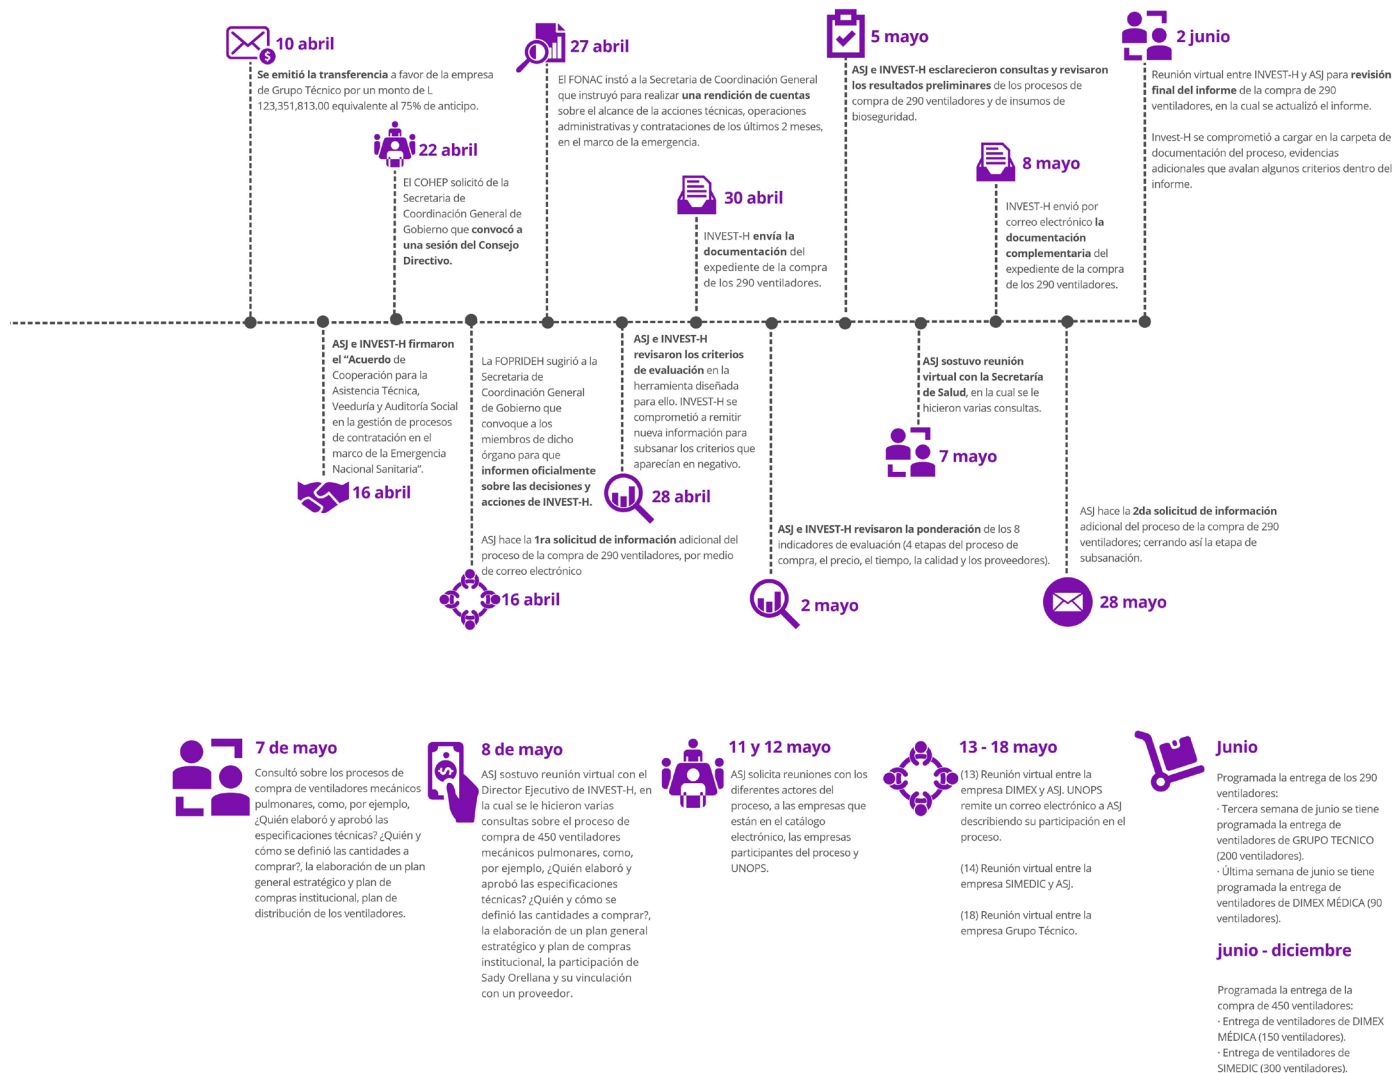 10 abril
Se emitió la transferencia a favor de la empresa
de Grupo Técnico por un monto de L
123,351,813.00 equivalente al 75% de anticipo.
22 abril
El COHEP solicitó de la
Secretaria de
Coordinación General de
Gobierno que convocó a
una sesión del Consejo
Directivo.
27 abril
El FONAC instó a la Secretaria de Coordinación General
que instruyó para realizar una rendición de cuentas
sobre el alcance de la acciones técnicas, operaciones
administrativas y contrataciones de los últimos 2 meses,
en el marco de la emergencia.
30 abril
INVEST-H envía la
documentación del
expediente de la compra
de los 290 ventiladores.
5 mayo
ASJ e INVEST-H esclarecieron consultas y revisaron
los resultados preliminares de los procesos de
compra de 290 ventiladores y de insumos de
bioseguridad.
8 mayo
INVEST-H envió por
correo electrónico la
documentación
complementaria del
expediente de la compra
de los 290 ventiladores.
2 junio
Reunión virtual entre INVEST-H y ASJ para revisión
final del informe de la compra de 290
ventiladores, en la cual se actualizó el informe.
Invest-H se comprometió a cargar en la carpeta de
documentación del proceso, evidencias
adicionales que avalan algunos criterios dentro del
informe.
ASJ e INVEST-H firmaron
el “Acuerdo de
Cooperación para la
Asistencia Técnica,
Veeduría y Auditoría Social
en la gestión de procesos
de contratación en el
marco de la Emergencia
Nacional Sanitaria”.
16 abril
La FOPRIDEH sugirió a la
Secretaria de
Coordinación General
de Gobierno que
convoque a los
miembros de dicho
órgano para que
informen oficialmente
sobre las decisiones y
acciones de INVEST-H.
ASJ hace la 1ra solicitud de información adicional del
proceso de la compra de 290 ventiladores, por medio
de correo electrónico
16 abril
ASJ e INVEST-H
revisaron los criterios
de evaluación en la
herramienta diseñada
para ello. INVEST-H se
comprometió a remitir
nueva información para
subsanar los criterios que
aparecían en negativo.
28 abril
ASJ e INVEST-H revisaron la ponderación de los 8
indicadores de evaluación (4 etapas del proceso de
compra, el precio, el tiempo, la calidad y los proveedores).
2 mayo
ASJ sostuvo reunión
virtual con la Secretaría
de Salud, en la cual se le
hicieron varias consultas.
7 mayo
ASJ hace la 2da solicitud de información
adicional del proceso de la compra de 290
ventiladores; cerrando así la etapa de
subsanación.
28 mayo
7 de mayo
Consultó sobre los procesos de
compra de ventiladores mecánicos
pulmonares, como, por ejemplo,
¿Quién elaboró y aprobó las
especificaciones técnicas? ¿Quién y
cómo se definió las cantidades a
comprar?, la elaboración de un plan
general estratégico y plan de
compras institucional, plan de
distribución de los ventiladores.
8 de mayo
ASJ sostuvo reunión virtual con el
Director Ejecutivo de INVEST-H, en
la cual se le hicieron varias
consultas sobre el proceso de
compra de 450 ventiladores
mecánicos pulmonares, como,
por ejemplo, ¿Quién elaboró y
aprobó las especificaciones
técnicas? ¿Quién y cómo se
definió las cantidades a comprar?,
la elaboración de un plan general
estratégico y plan de compras
institucional, la participación de
Sady Orellana y su vinculación
con un proveedor.
11 y 12 mayo
ASJ solicita reuniones con los
diferentes actores del
proceso, a las empresas que
están en el catálogo
electrónico, las empresas
participantes del proceso y
UNOPS.
13 - 18 mayo
(13) Reunión virtual entre la
empresa DIMEX y ASJ. UNOPS
remite un correo electrónico a ASJ
describiendo su participación en el
proceso.
(14) Reunión virtual entre la
empresa SIMEDIC y ASJ.
(18) Reunión virtual entre la
empresa Grupo Técnico.
Junio
Programada la entrega de los 290
ventiladores:
· Tercera semana de junio se tiene
programada la entrega de
ventiladores de GRUPO TECNICO
(200 ventiladores).
· Última semana de junio se tiene
programada la entrega de
ventiladores de DIMEX MÉDICA (90
ventiladores).
junio - diciembre
Programada la entrega de la
compra de 450 ventiladores:
· Entrega de ventiladores de DIMEX
MÉDICA (150 ventiladores).
· Entrega de ventiladores de
SIMEDIC (300 ventiladores).